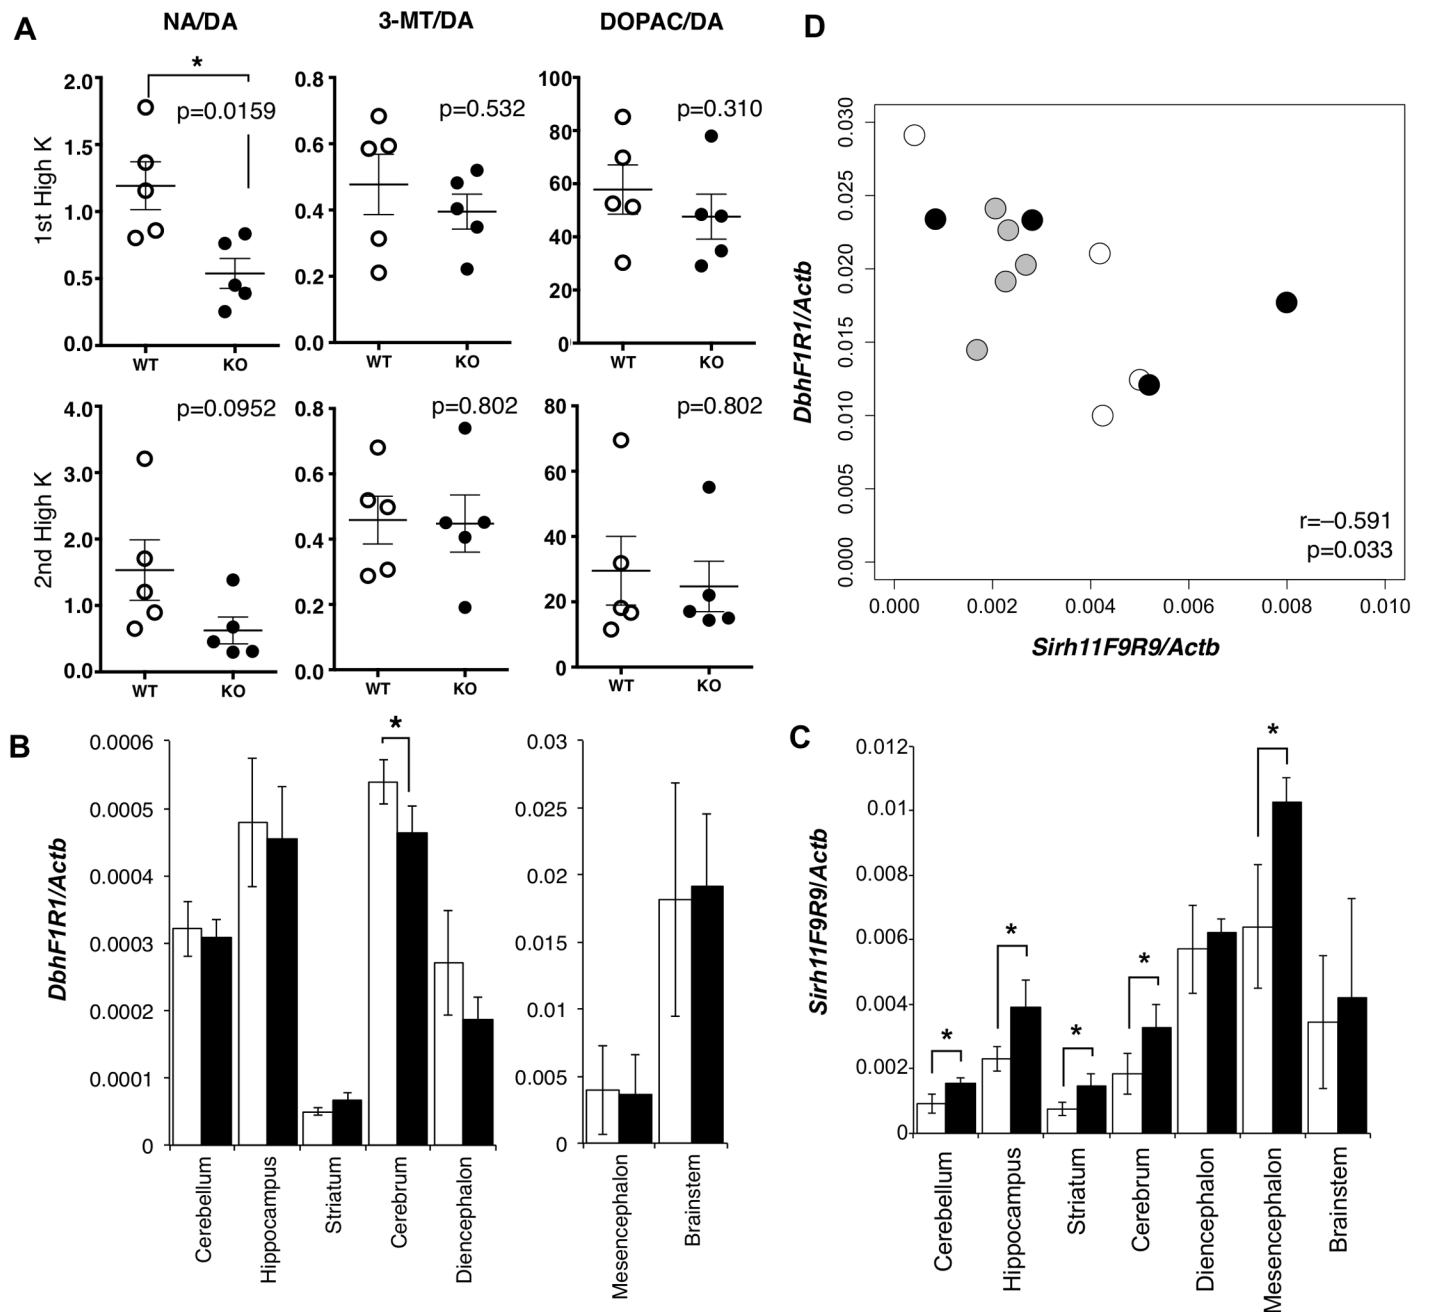 A
NA/DA
3-MT/DA
DOPAC/DA
1st High K
2.0
1.5
1.0
0.5
0.0
*
p=0.0159
WT
KO
0.8
0.6
0.4
0.2
0.0
p=0.532
WT
KO
100
80
60
40
20
0
p=0.310
WT
KO
2nd High K
4.0
3.0
2.0
1.0
0.0
p=0.0952
WT
KO
0.8
0.6
0.4
0.2
0.0
p=0.802
WT
KO
80
60
40
20
0
p=0.802
WT
KO
D
DbhF1R1/Actb
0.030
0.025
0.020
0.015
0.010
0.005
0.000
r=–0.591
p=0.033
0.000 0.002 0.004 0.006 0.008 0.010
Sirh11F9R9/Actb
B
DbhF1R1/Actb
0.0006
0.0005
0.0004
0.0003
0.0002
0.0001
0
*
Cerebellum
Hippocampus
Striatum
Cerebrum
Diencephalon
0.03
0.025
0.02
0.015
0.01
0.005
0
Mesencephalon
Brainstem
C
Sirh11F9R9/Actb
0.012
0.01
0.008
0.006
0.004
0.002
0
*
*
*
*
*
Cerebellum
Hippocampus
Striatum
Cerebrum
Diencephalon
Mesencephalon
Brainstem